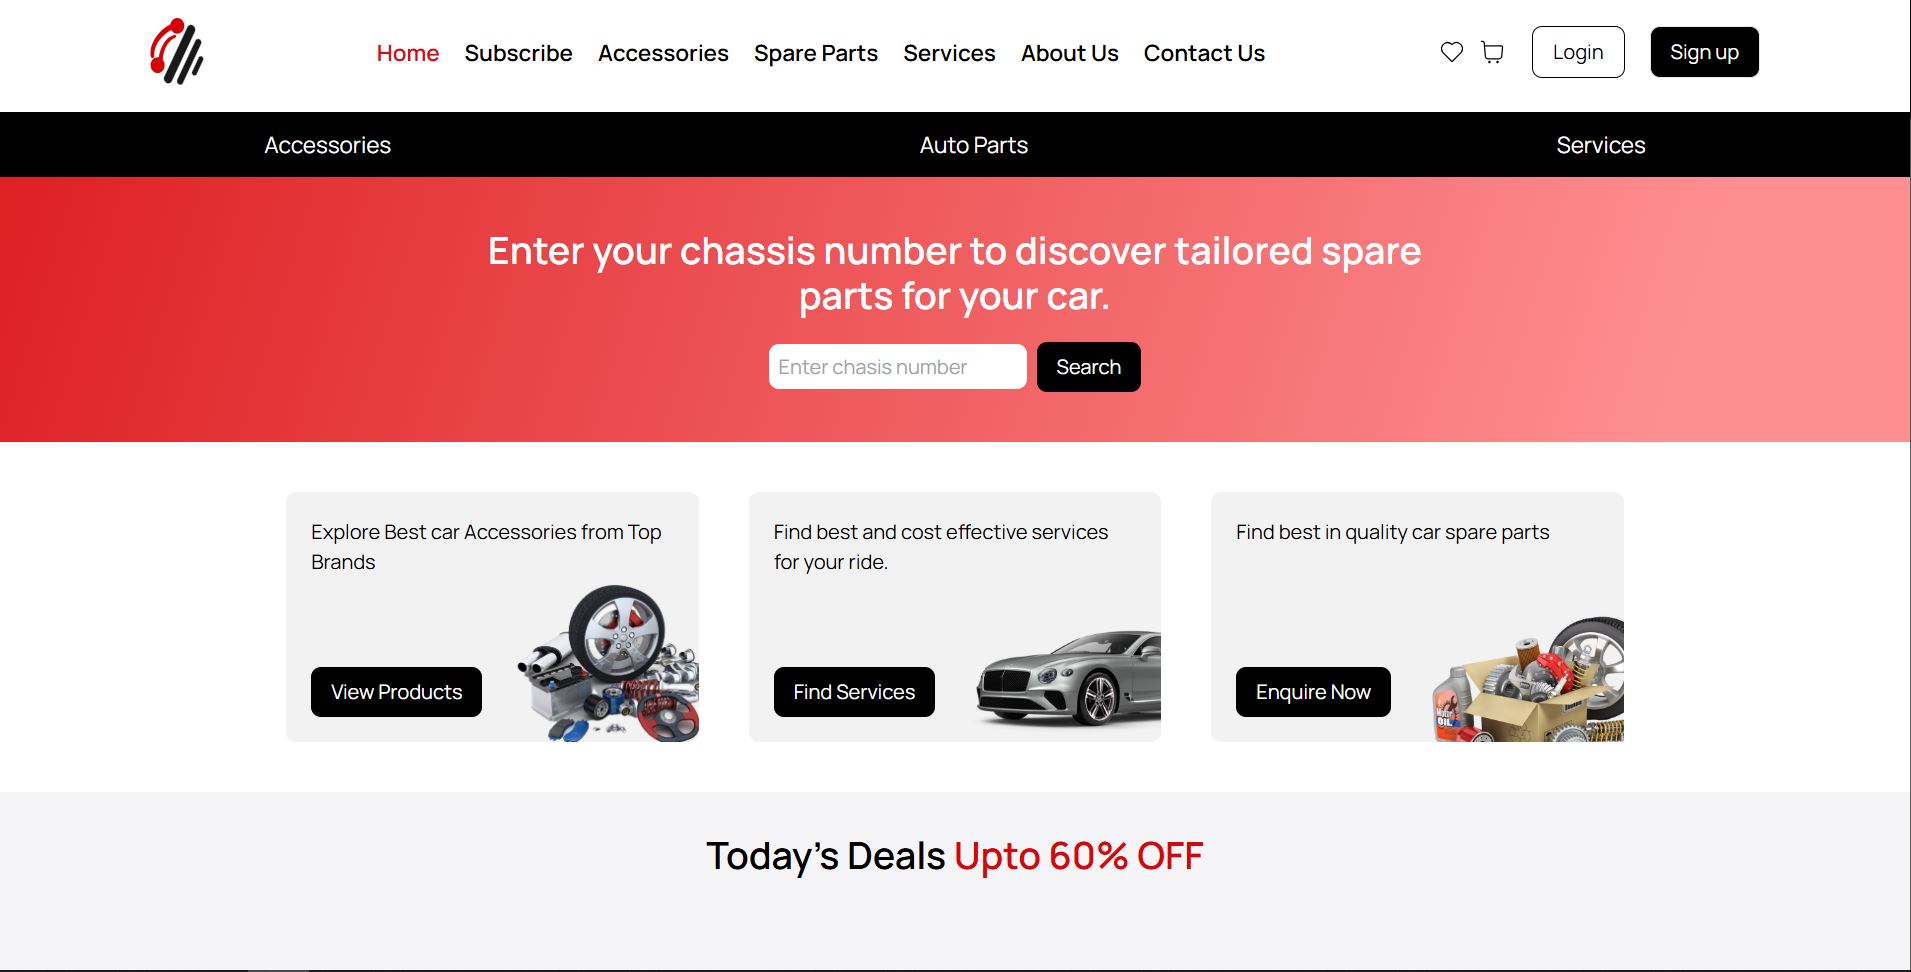 Home Subscribe Accessories Spare Parts Services About Us Contact Us Login Sign up
Accessories Auto Parts Services
Enter your chassis number to discover tailored spare
parts for your car.
Enter chasis number Search
Explore Best car Accessories from Top
Brands
View Products
Find best and cost effective services
for your ride.
Find Services
Find best in quality car spare parts
Enquire Now
Motor
OIL
Today's Deals Upto 60% OFF